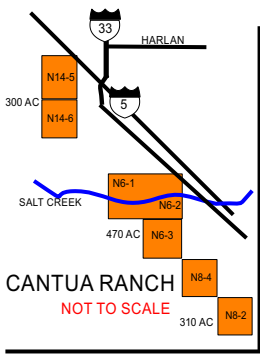 33
HARLAN
N14-5
300 AC
N14-6
5
N6-1
SALT CREEK
N6-2
470 AC
N6-3
CANTUA RANCH
N8-4
NOT TO SCALE
310 AC
N8-2